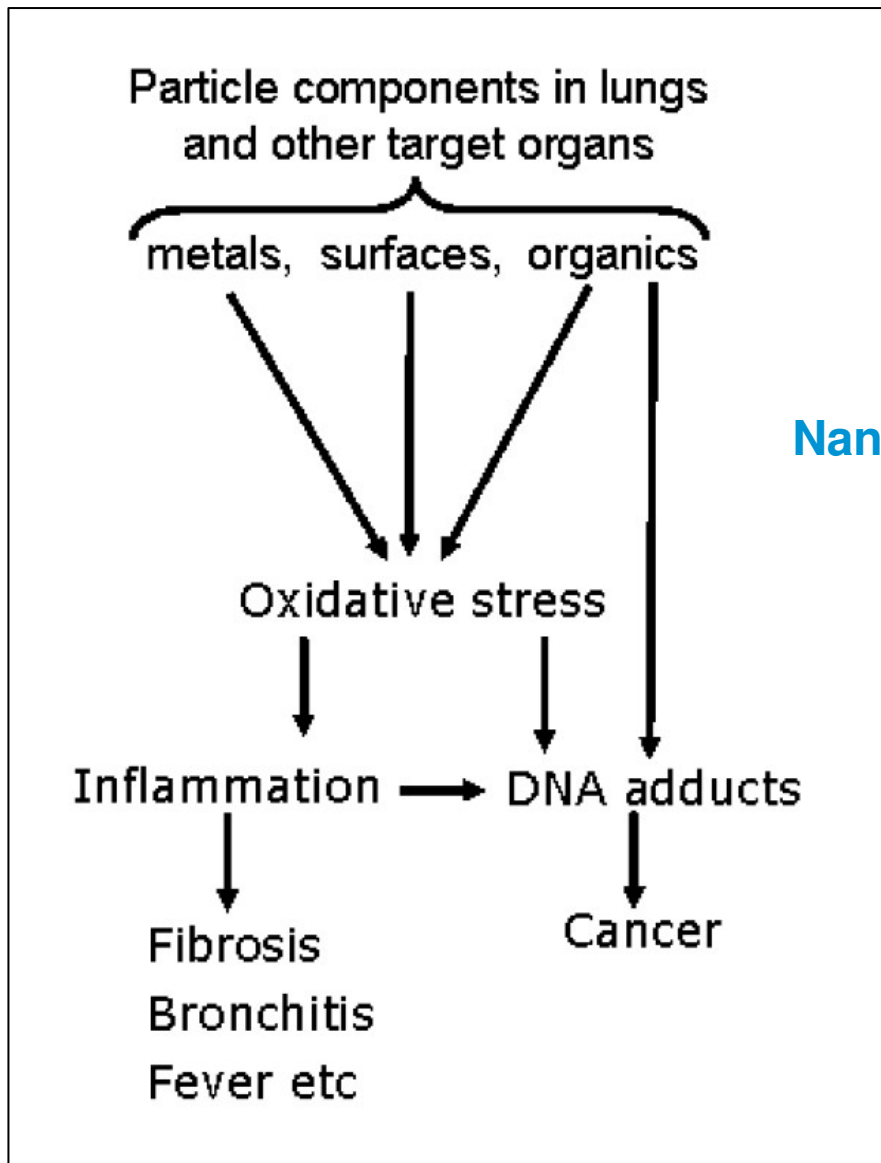 Particle components in lungs
and other target organs
metals, surfaces, organics
Nan
Oxidative stress
Inflammation DNA adducts
Fibrosis
Cancer
Bronchitis
Fever etc